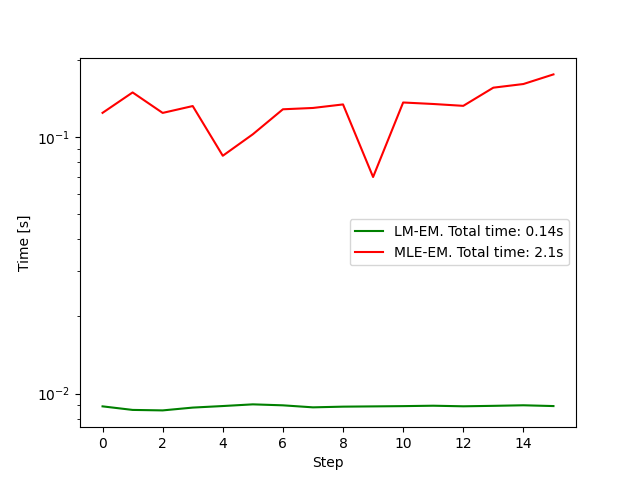 10⁻¹
10⁻²
Time [s]
LM-EM. Total time: 0.14s
MLE-EM. Total time: 2.1s
0 2 4 6 8 10 12 14
Step